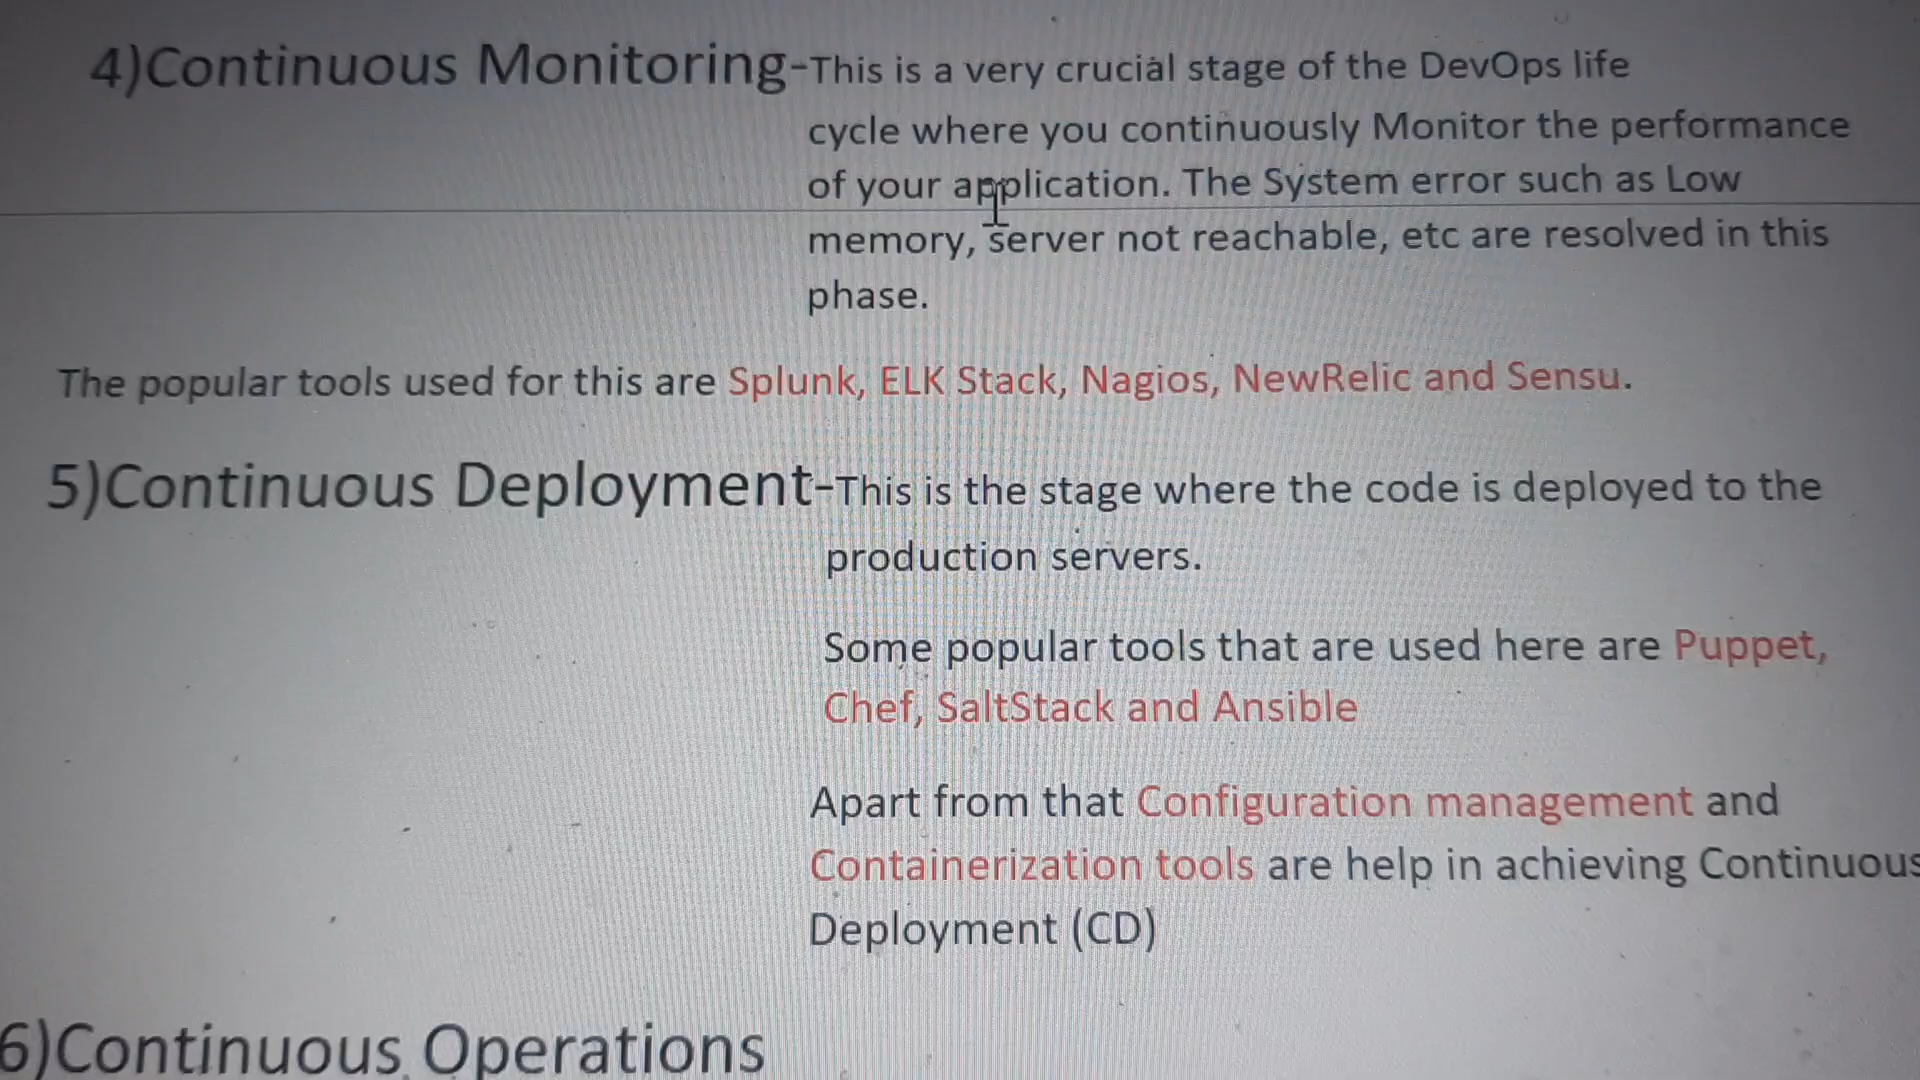 4)Continuous Monitoring-This is a very crucial stage of the DevOps life
cycle where you continuously Monitor the performance
of your application. The System error such as Low
memory, server not reachable, etc are resolved in this
phase.
The popular tools used for this are Splunk, ELK Stack, Nagios, NewRelic and Sensu.
5)Continuous Deployment-This is the stage where the code is deployed to the
production servers.
Some popular tools that are used here are Puppet,
Chef, SaltStack and Ansible
Apart from that Configuration management and
Containerization tools are help in achieving Continuous
Deployment (CD)
6)Continuous Operations